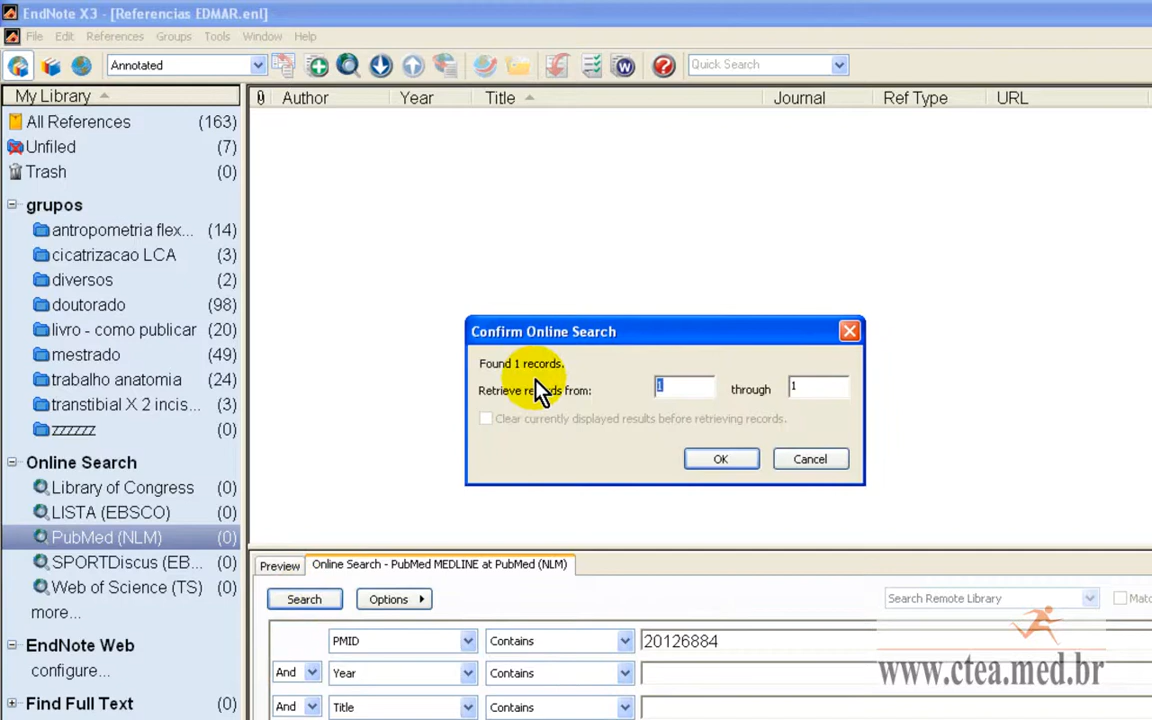 EndNote X3 - [Referencias EDMAR.enl]
File Edit References Groups Tools Window Help
Annotated Quick Search
My Library Author Year Title Journal Ref Type URL
All References (163)
Unfiled (7)
Trash (0)
grupos
antropometria flex... (14)
cicatrizacao LCA (3)
diversos (2)
doutorado (98)
livro - como publicar (20)
mestrado (49)
trabalho anatomia (24)
transtibial X 2 incis... (3)
zzzzzz (0)
Online Search
Library of Congress (0)
LISTA (EBSCO) (0)
PubMed (NLM) (0)
SPORTDiscus (EB... (0)
Web of Science (TS) (0)
more...
EndNote Web
configure...
Find Full Text (0)
Confirm Online Search
Found 1 records.
Retrieve records from: 1 through 1
Clear currently displayed results before retrieving records.
OK Cancel
Preview Online Search - PubMed MEDLINE at PubMed (NLM)
Search Options Search Remote Library Matc
PMID Contains 20126884
And Year Contains
And Title Contains
www.ctea.med.br